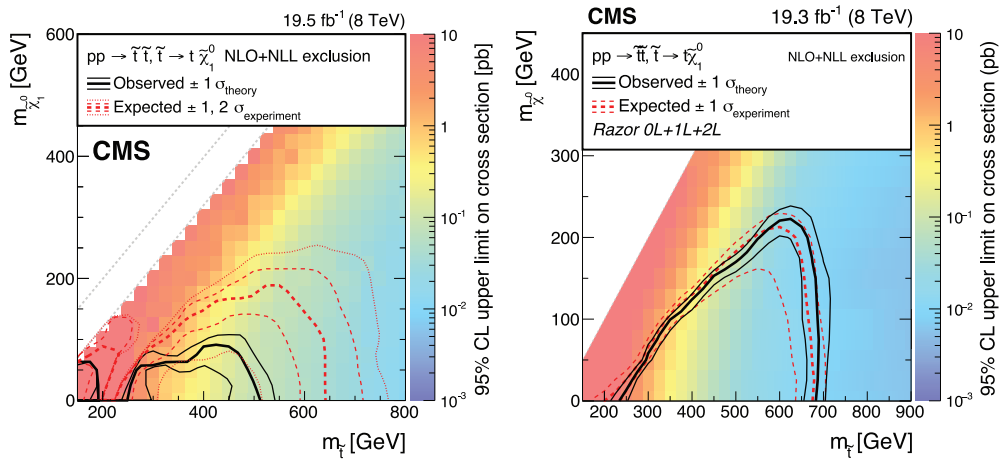 19.5 fb⁻¹ (8 TeV)
pp → t̃ t̃, t̃ → t χ̃₁⁰ NLO+NLL exclusion
Observed ± 1 σ_theory
Expected ± 1, 2 σ_experiment
CMS
m_χ̃₁⁰ [GeV]
600
400
200
0
200 400 600 800
m_t̃ [GeV]
10
1
10⁻¹
10⁻²
10⁻³
95% CL upper limit on cross section [pb]
CMS 19.3 fb⁻¹ (8 TeV)
pp → t̃t̃, t̃ → tχ̃₁⁰ NLO+NLL exclusion
Observed ± 1 σ_theory
Expected ± 1 σ_experiment
Razor 0L+1L+2L
m_χ̃⁰ [GeV]
400
300
200
100
0
150 200 300 400 500 600 700 800 900
m_t̃ [GeV]
10
1
10⁻¹
10⁻²
10⁻³
95% CL upper limit on cross section (pb)